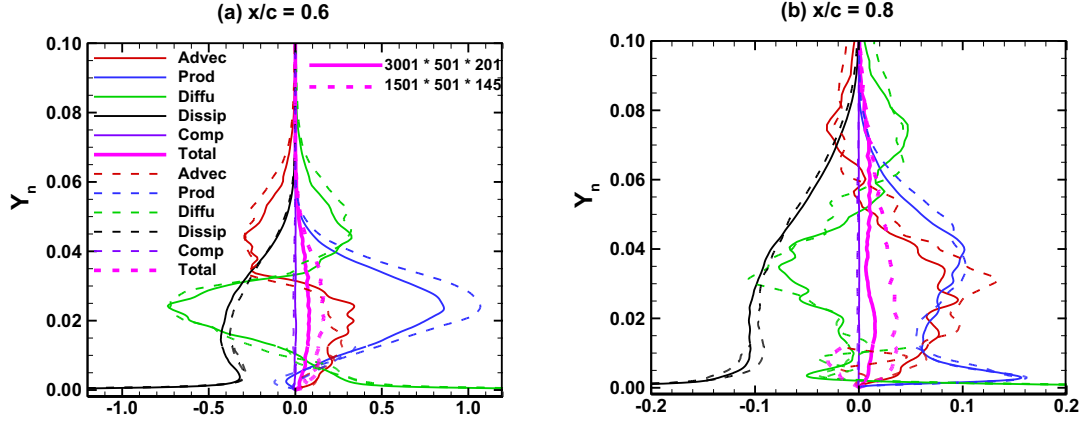 (a) x/c = 0.6
Y_n
0.10
0.08
0.06
0.04
0.02
0.00
-1.0
-0.5
0.0
0.5
1.0
Advec
Prod
Diffu
Dissip
Comp
Total
Advec
Prod
Diffu
Dissip
Comp
Total
3001 * 501 * 201
1501 * 501 * 145
(b) x/c = 0.8
Y_n
0.10
0.08
0.06
0.04
0.02
0.00
-0.2
-0.1
0.0
0.1
0.2